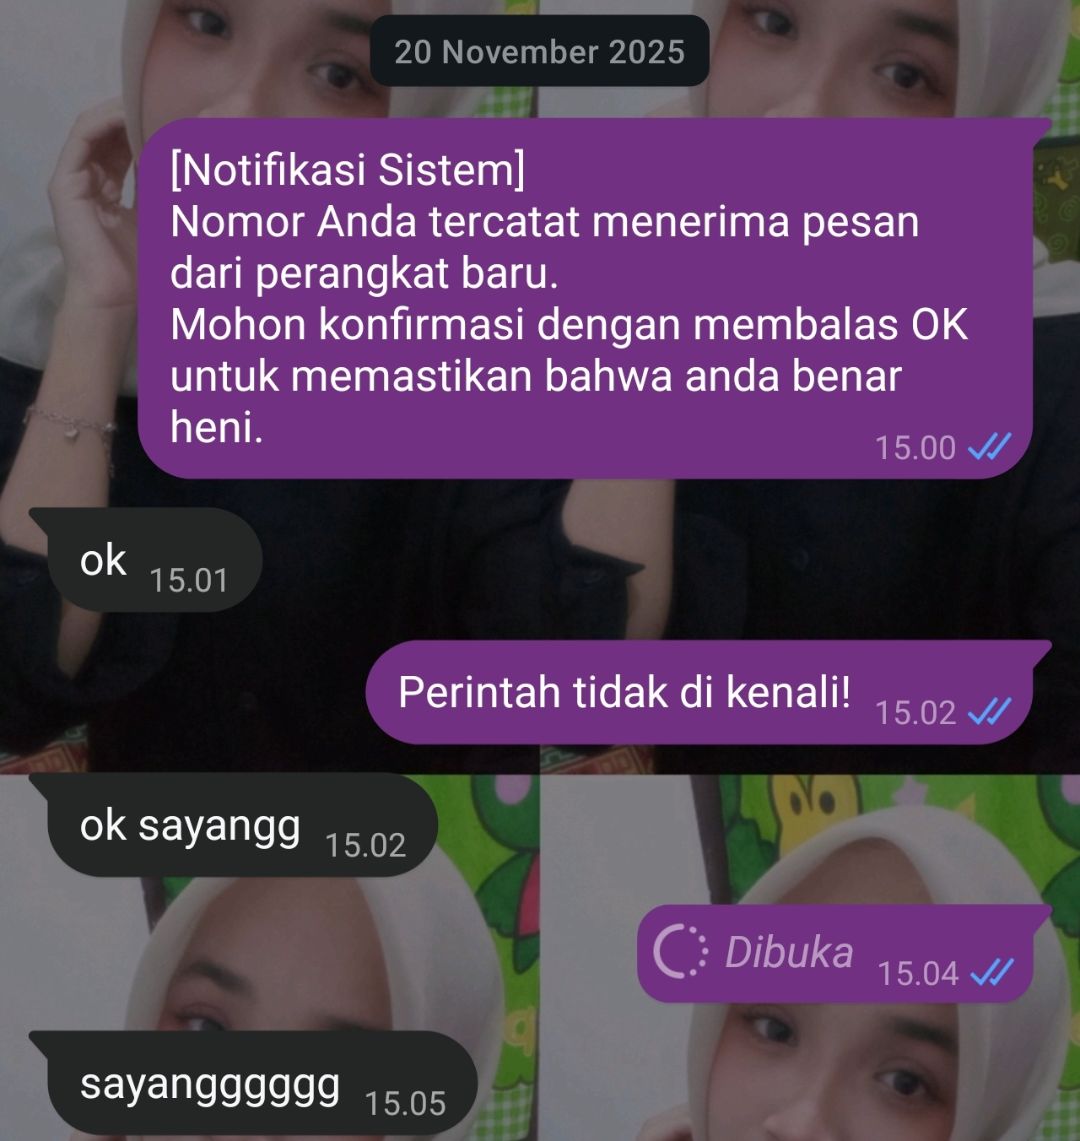 20 November 2025
[Notifikasi Sistem]
Nomor Anda tercatat menerima pesan
dari perangkat baru.
Mohon konfirmasi dengan membalas OK
untuk memastikan bahwa anda benar
heni.
15.00
ok 15.01
Perintah tidak di kenali! 15.02
ok sayangg 15.02
Dibuka 15.04
sayangggggg 15.05